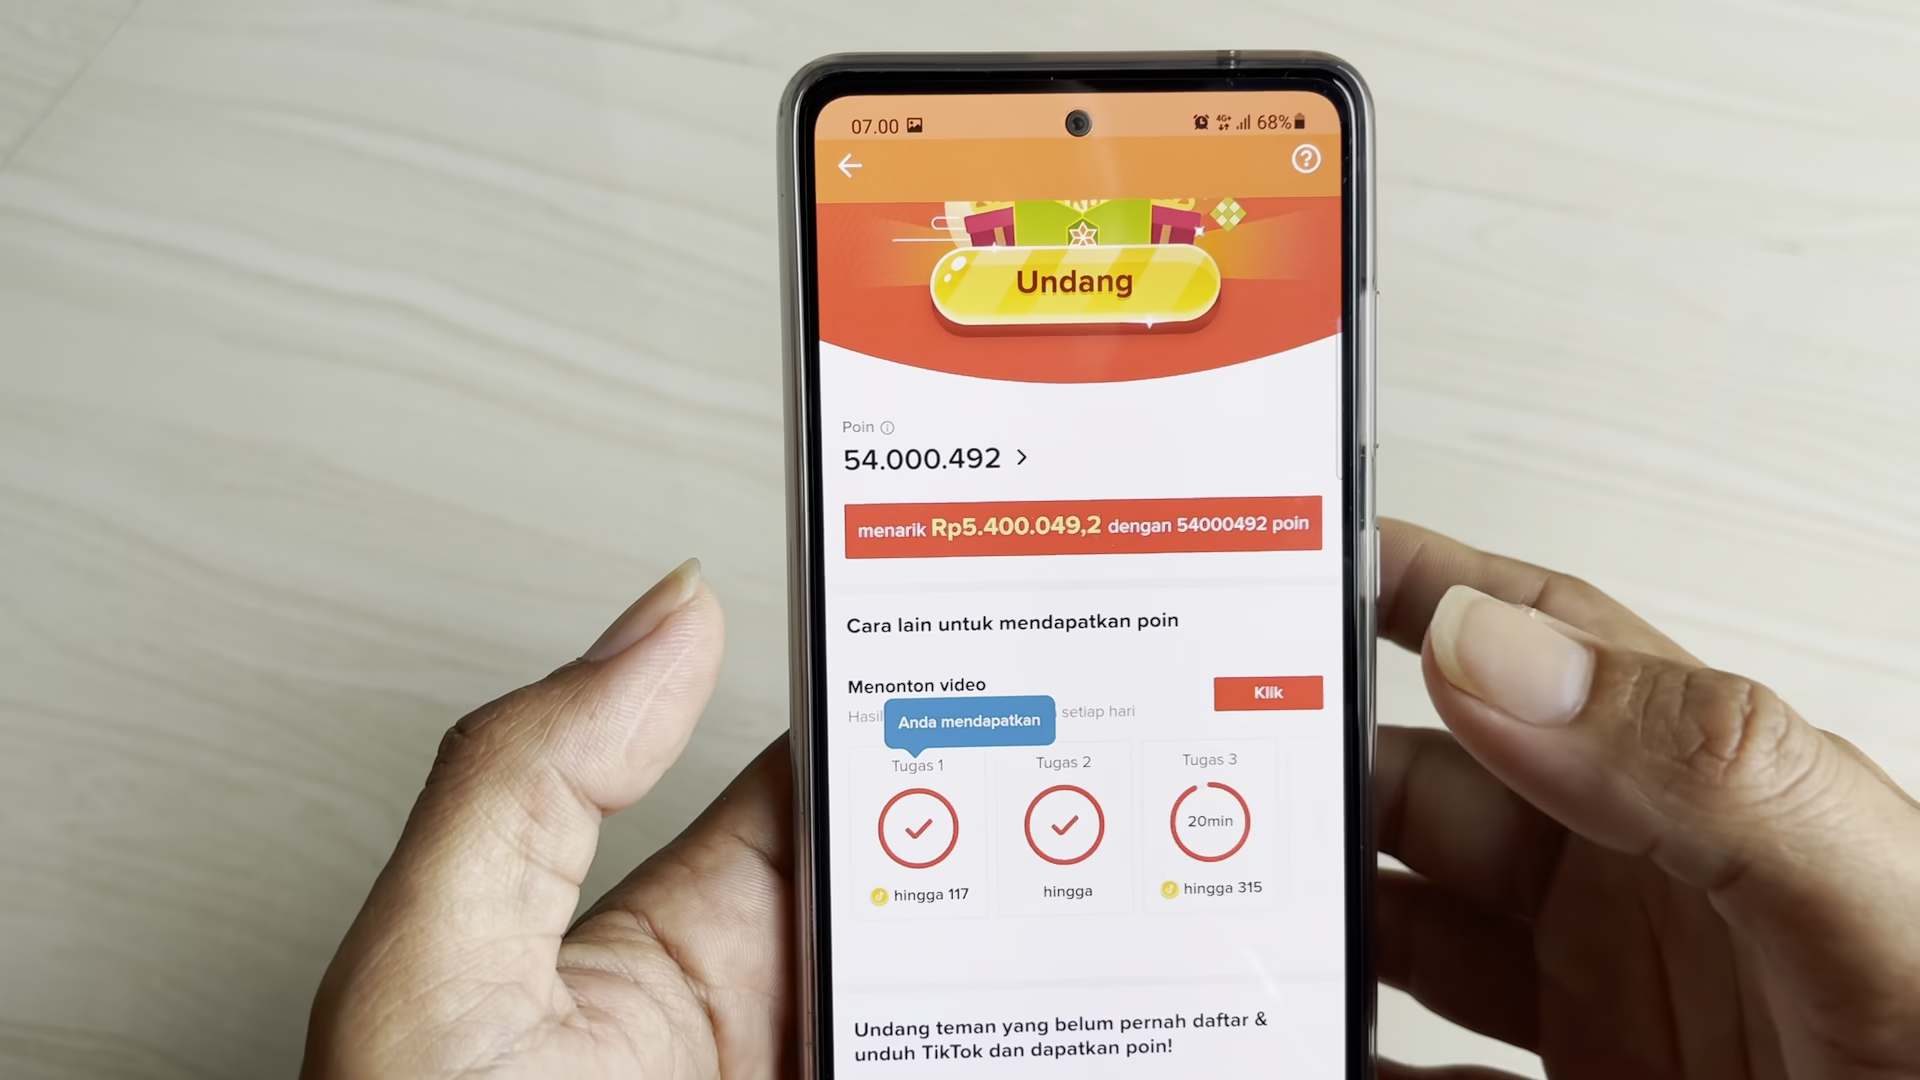 07.00 4G+ 68%
Undang
Poin
54.000.492 >
menarik Rp5.400.049,2 dengan 54000492 poin
Cara lain untuk mendapatkan poin
Menonton video
Klik
Hasil setiap hari
Anda mendapatkan
Tugas 1 Tugas 2 Tugas 3
20min
hingga 117 hingga hingga 315
Undang teman yang belum pernah daftar &
unduh TikTok dan dapatkan poin!